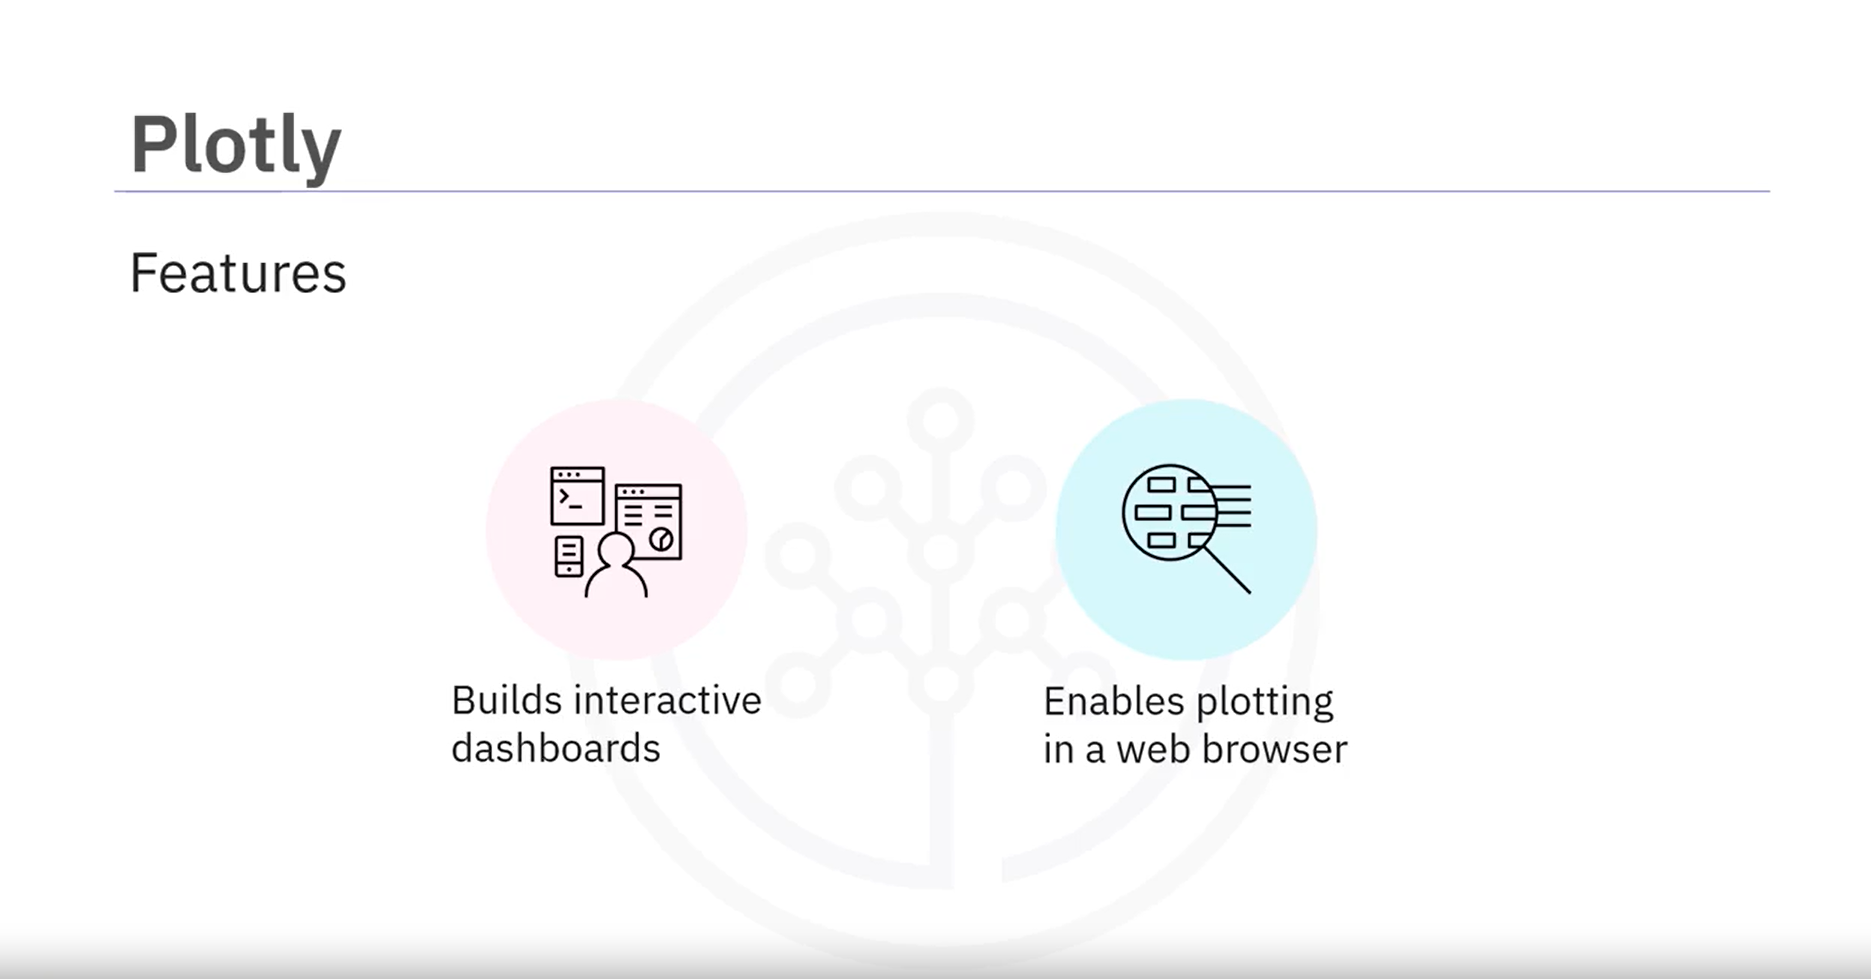 Plotly
Features
Builds interactive
dashboards
Enables plotting
in a web browser